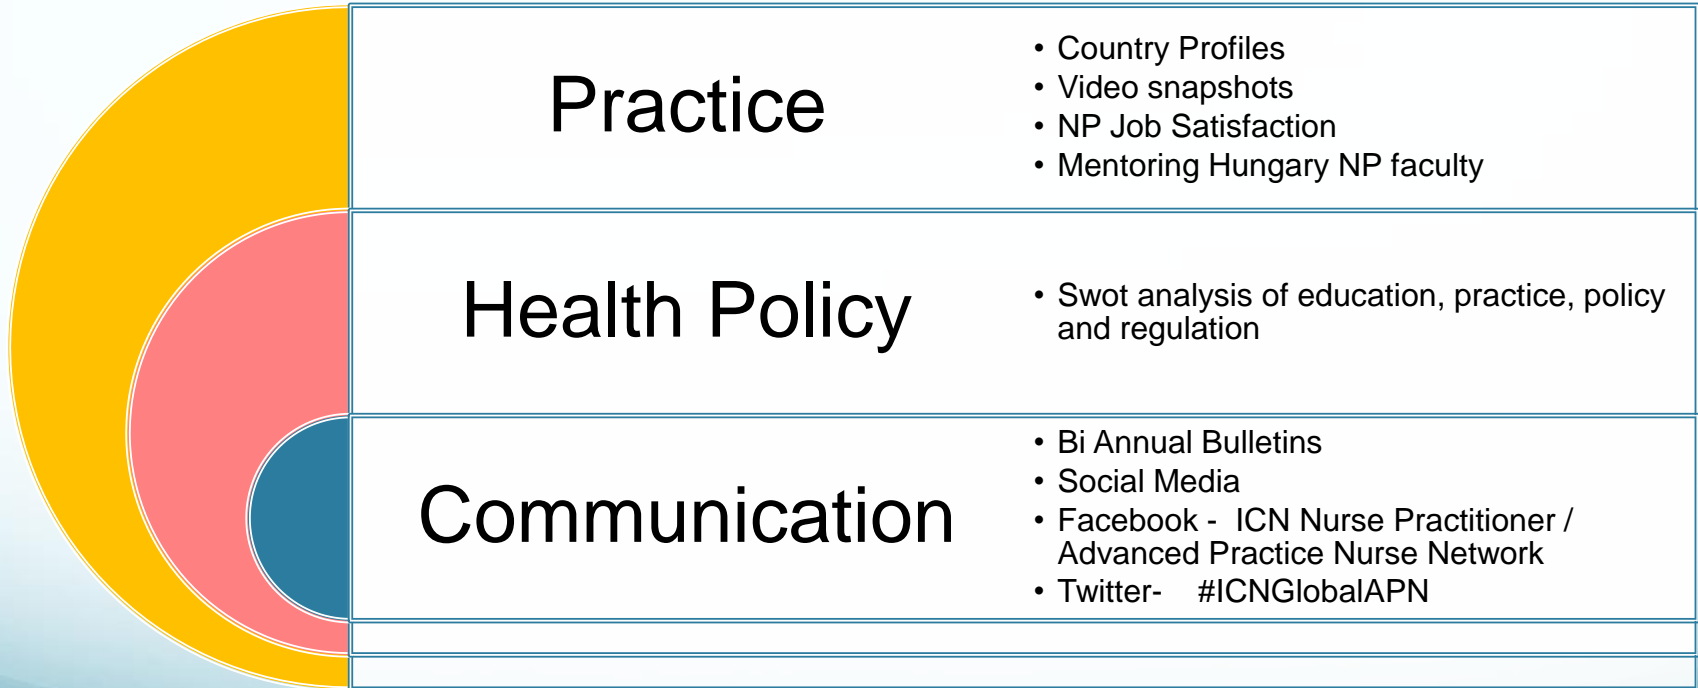 Practice
• Country Profiles
• Video snapshots
• NP Job Satisfaction
• Mentoring Hungary NP faculty
Health Policy
• Swot analysis of education, practice, policy
and regulation
Communication
• Bi Annual Bulletins
• Social Media
• Facebook - ICN Nurse Practitioner /
Advanced Practice Nurse Network
• Twitter- #ICNGlobalAPN